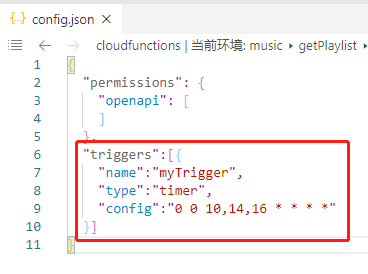 {..} config.json ×
cloudfunctions | 当前环境: music › getPlaylist ›
1 {
2 "permissions": {
3 "openapi": [
4 ]
5 },
6 "triggers":[{
7 "name":"myTrigger",
8 "type":"timer",
9 "config":"0 0 10,14,16 * * * *"
10 }]
11 }